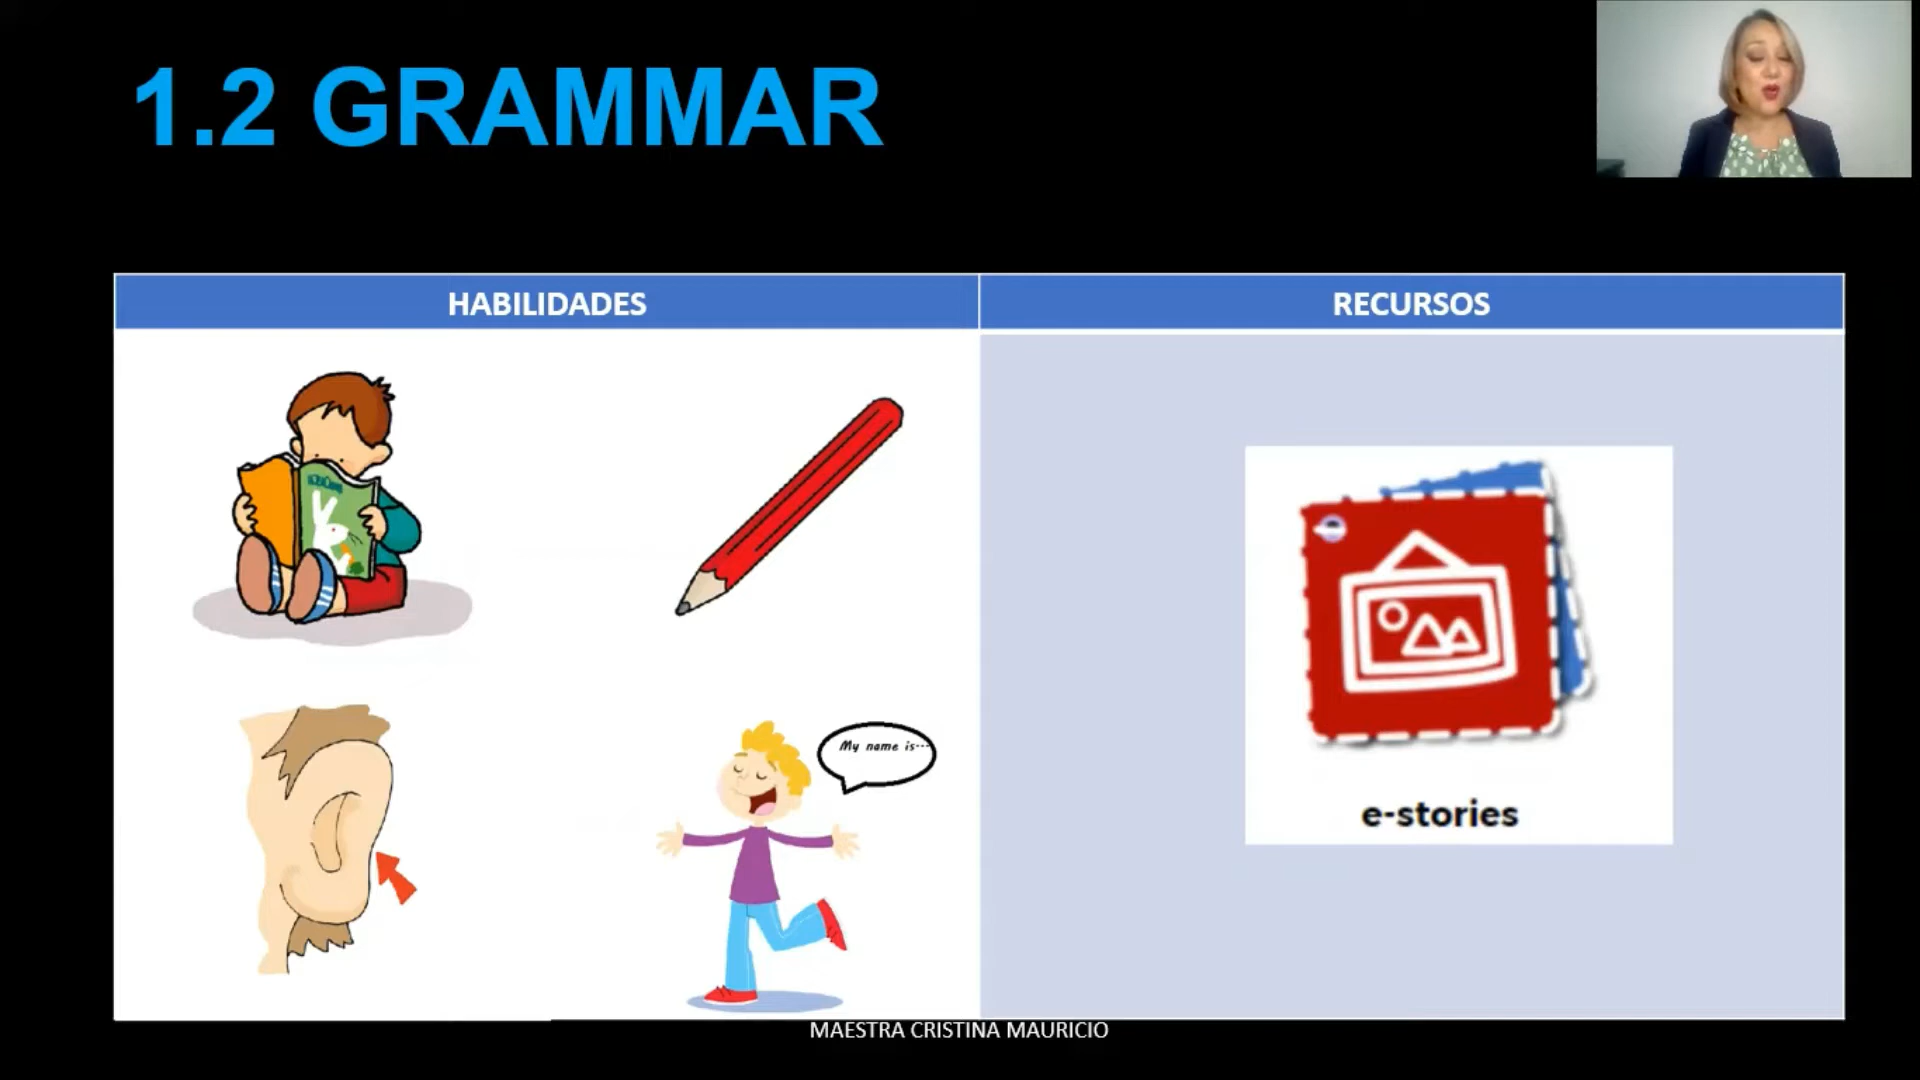 1.2 GRAMMAR
HABILIDADES
RECURSOS
My name is---
e-stories
MAESTRA CRISTINA MAURICIO